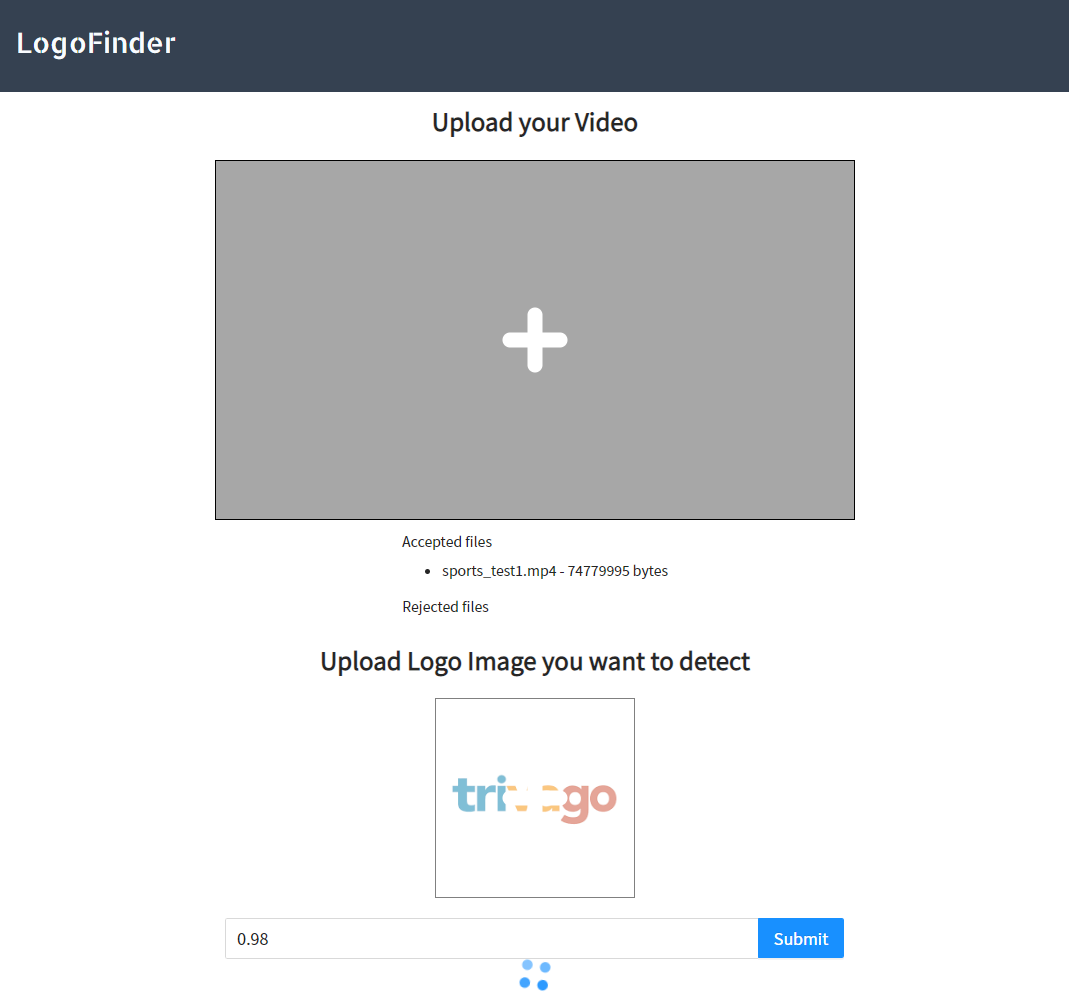 LogoFinder
Upload your Video
Accepted files
• sports_test1.mp4 - 74779995 bytes
Rejected files
Upload Logo Image you want to detect
trivago
0.98 Submit